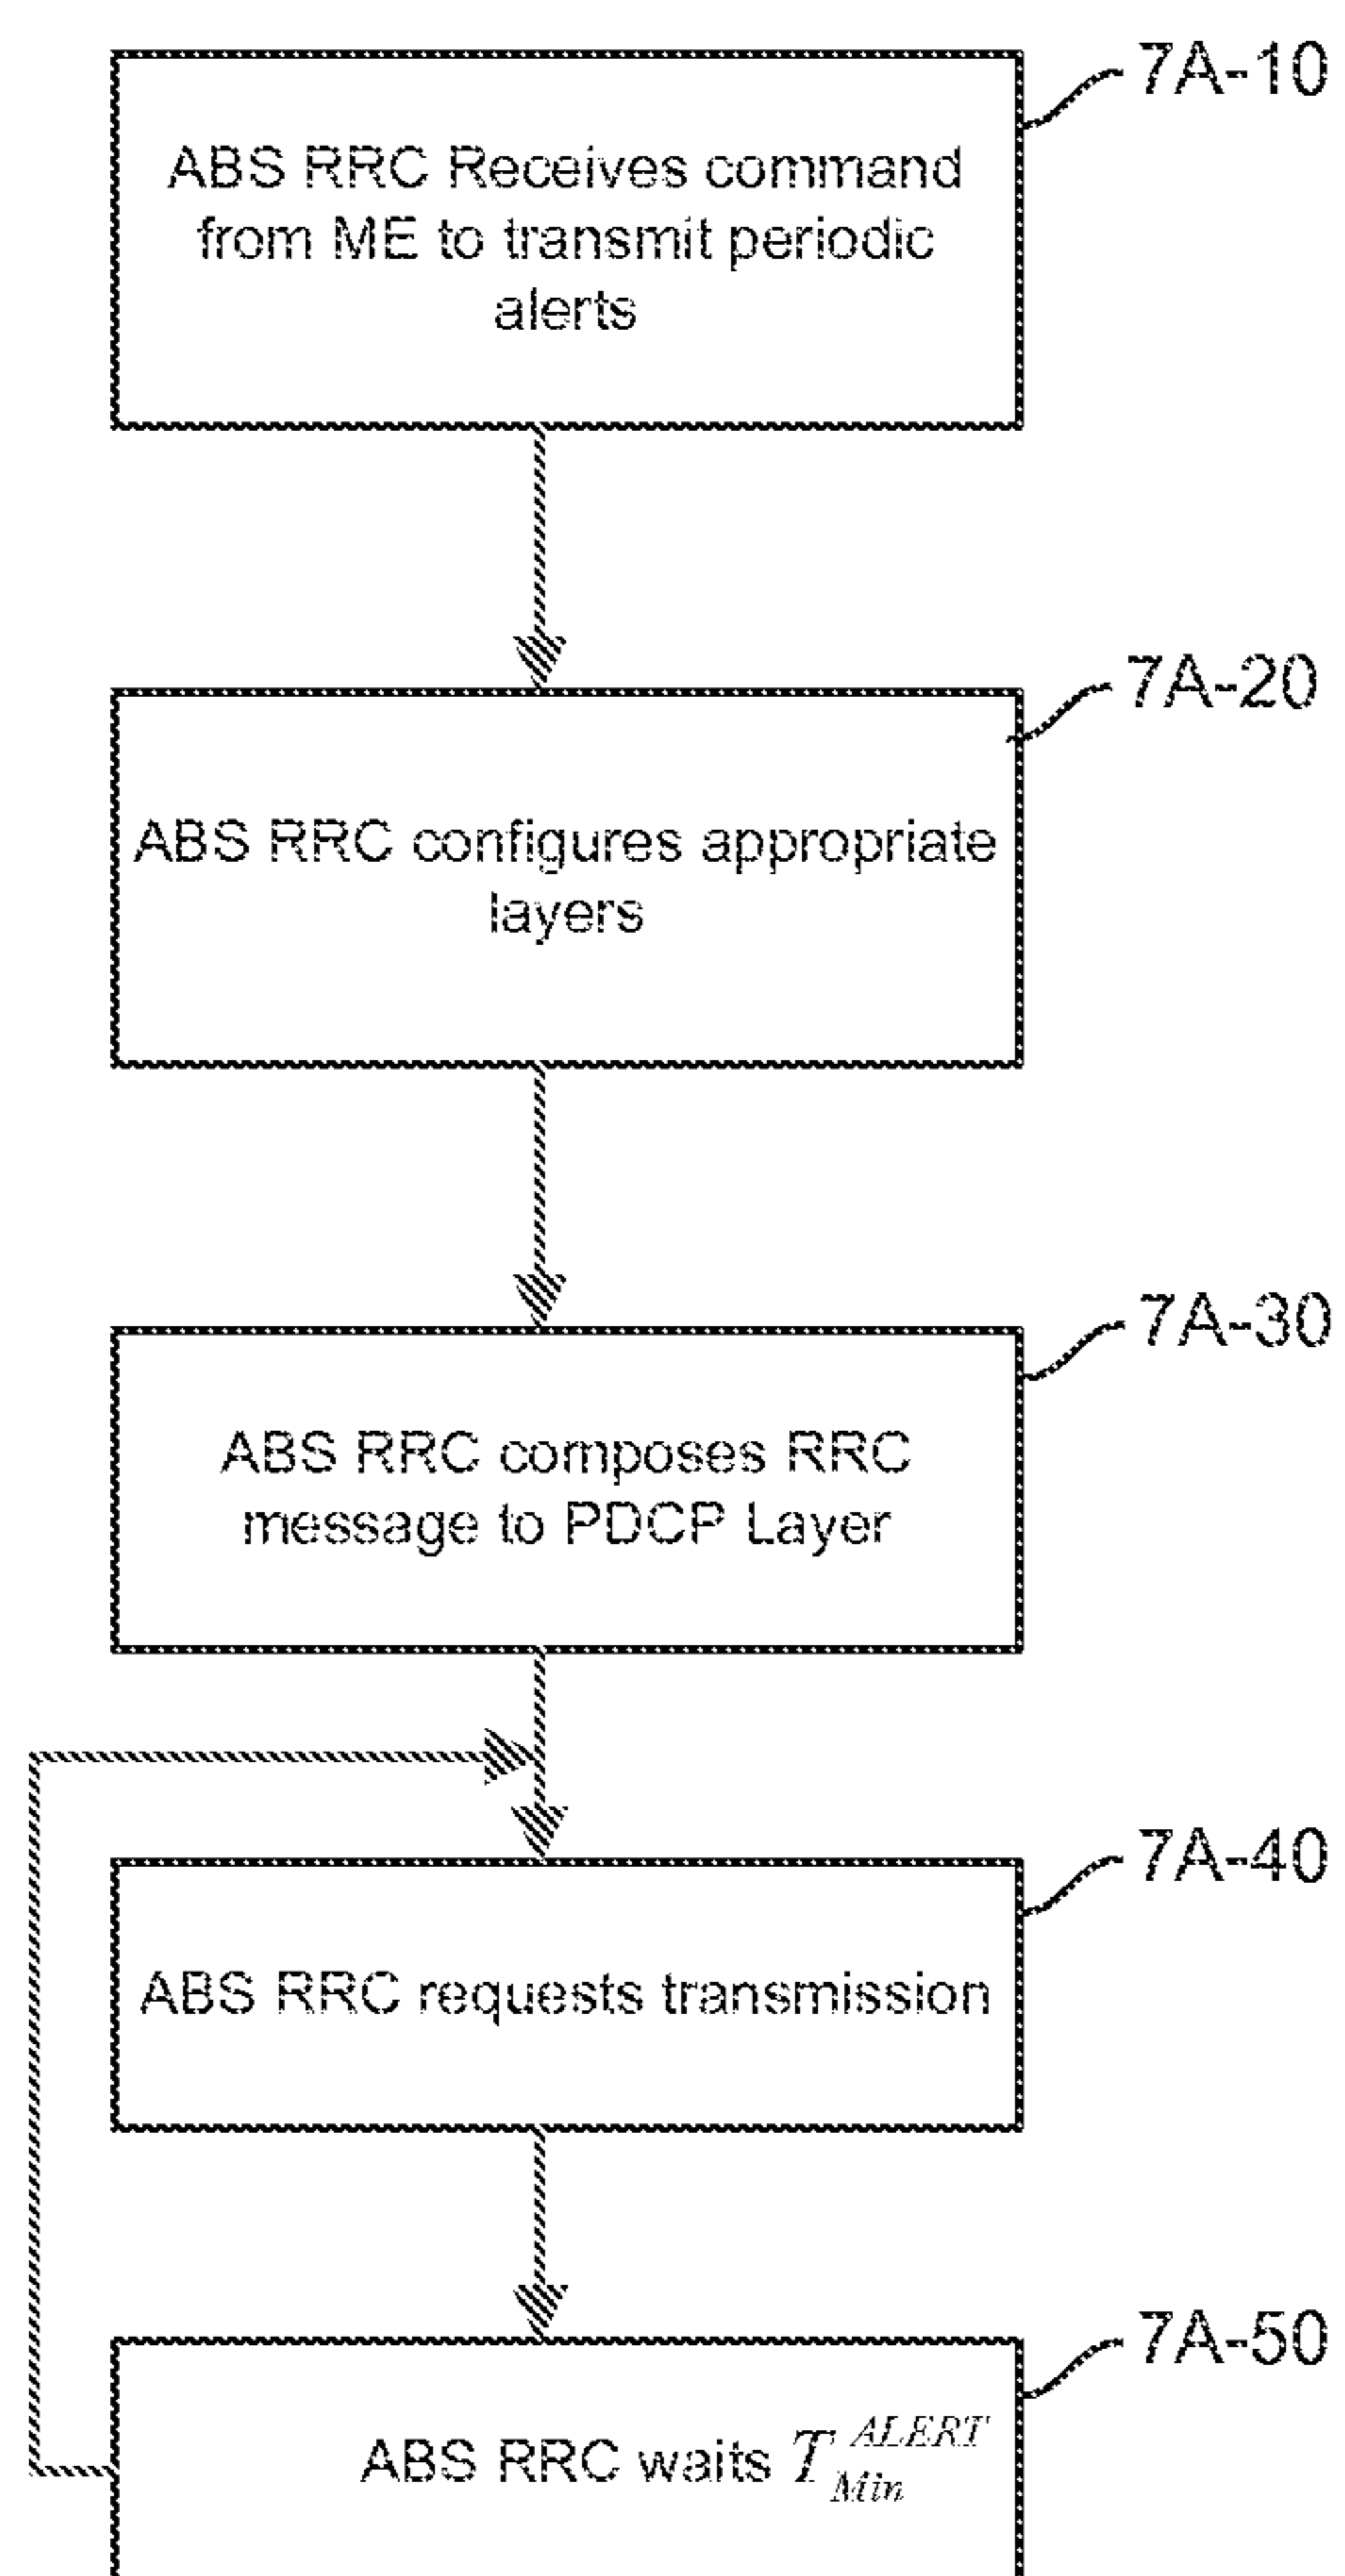 7A-10
ABS RRC Receives command
from ME to transmit periodic
alerts
7A-20
ABS RRC configures appropriate
layers
7A-30
ABS RRC composes RRC
message to PDCP Layer
7A-40
ABS RRC requests transmission
7A-50
ABS RRC waits T_{Min}^{ALERT}